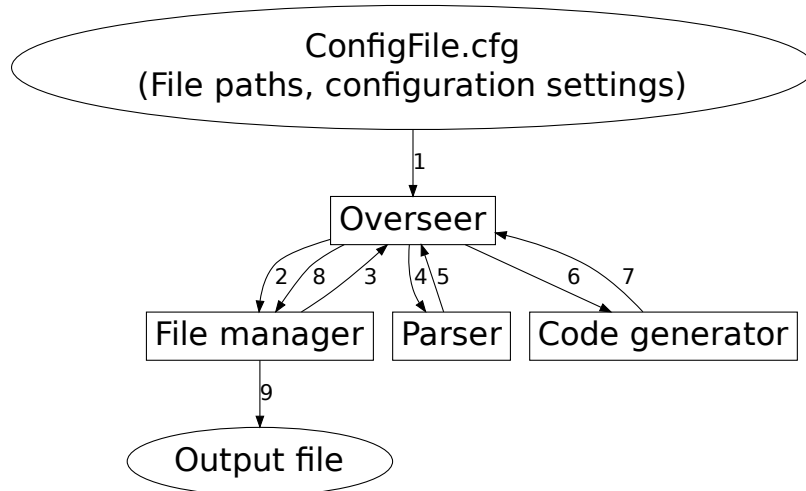 ConfigFile.cfg
(File paths, configuration settings)
1
Overseer
2
8
3
4
5
6
7
File manager
Parser
Code generator
9
Output file